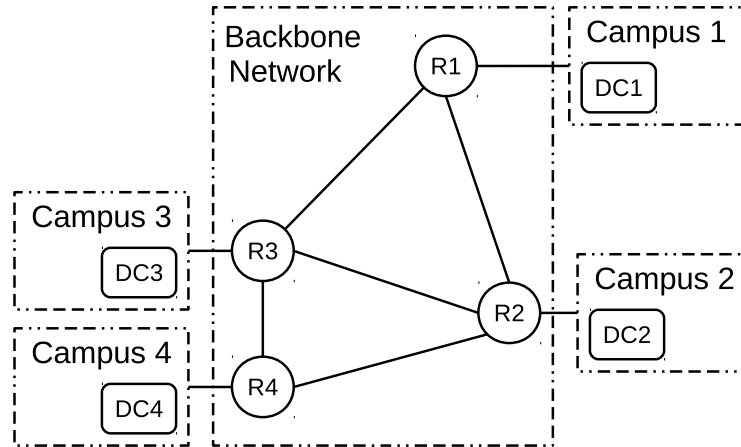 Backbone
Network
R1
Campus 1
DC1
Campus 3
DC3
R3
Campus 2
DC2
R2
Campus 4
DC4
R4